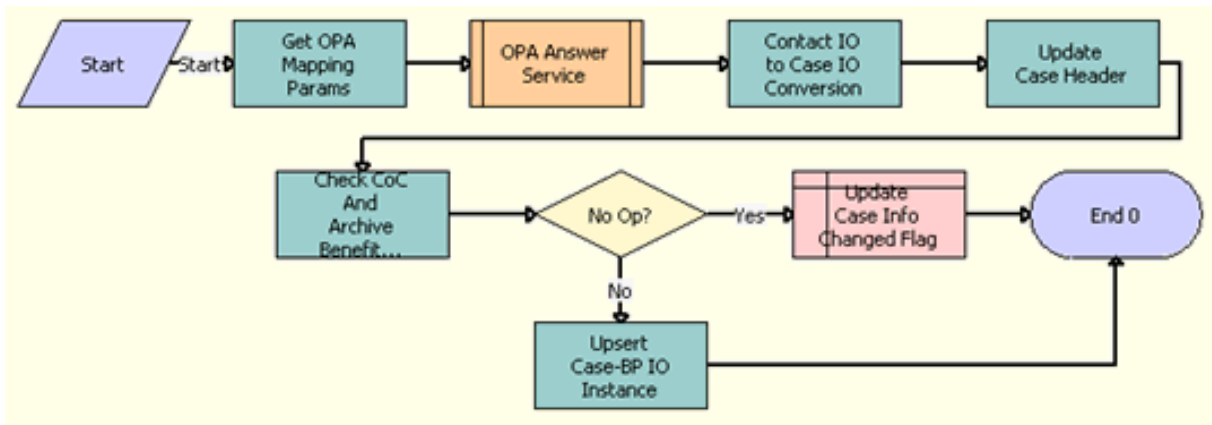 Start
Start
Get OPA
Mapping
Params
OPA Answer
Service
Contact IO
to Case IO
Conversion
Update
Case Header
Check CoC
And
Archive
Benefit...
No Op?
Yes
Update
Case Info
Changed Flag
End 0
No
Upsert
Case-BP IO
Instance